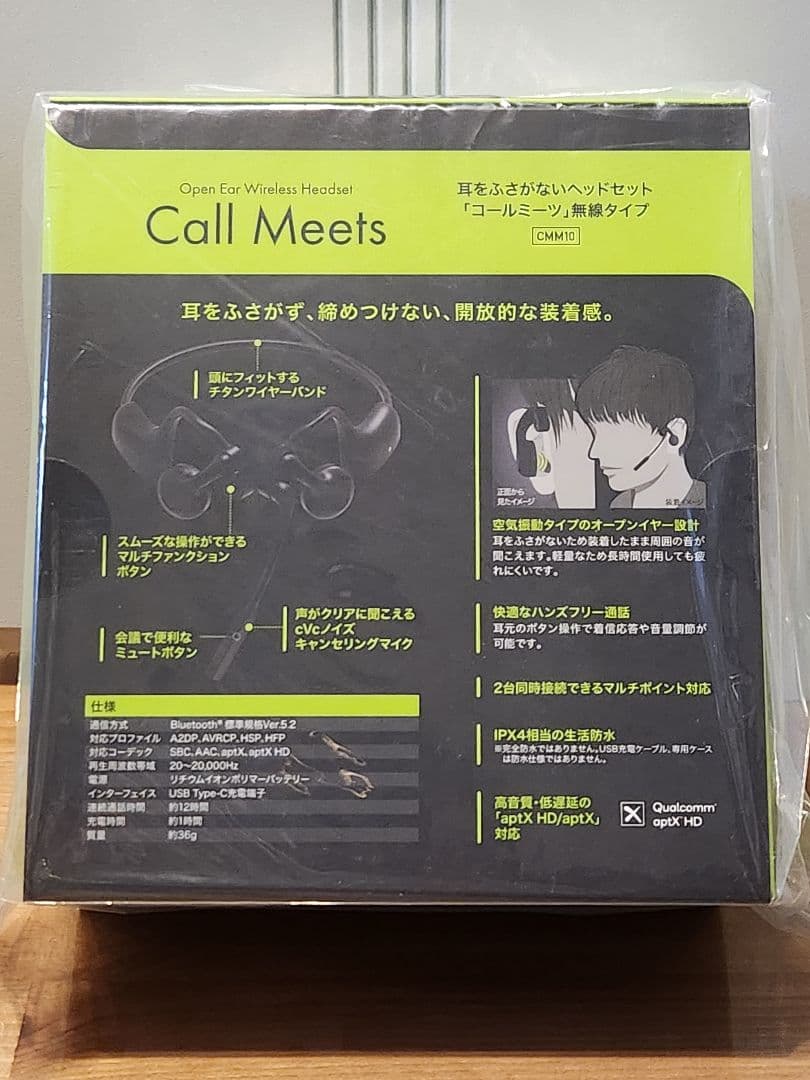 Open Ear Wireless Headset
Call Meets
耳をふさがないヘッドセット
「コールミーツ」無線タイプ
CMM10
耳をふさがず、締めつけない、開放的な装着感。
頭にフィットする
チタンワイヤーバンド
スムーズな操作ができる
マルチファンクション
ボタン
声がクリアに聞こえる
cVcノイズ
キャンセリングマイク
会議で便利な
ミュートボタン
正面から
見たイメージ
装着イメージ
空気振動タイプのオープンイヤー設計
耳をふさがないため装着したまま周囲の音が
聞こえます。軽量なため長時間使用しても疲
れにくいです。
快適なハンズフリー通話
耳元のボタン操作で着信応答や音量調節が
可能です。
2台同時接続できるマルチポイント対応
IPX4相当の生活防水
※完全防水ではありません。USB充電ケーブル、専用ケース
は防水仕様ではありません。
高音質・低遅延の
「aptX HD/aptX」
対応
Qualcomm
aptX HD
仕様
通信方式 Bluetooth® 標準規格Ver.5.2
対応プロファイル A2DP, AVRCP, HSP, HFP
対応コーデック SBC, AAC, aptX, aptX HD
再生周波数帯域 20～20,000Hz
電源 リチウムイオンポリマーバッテリー
インターフェイス USB Type-C充電端子
連続通話時間 約12時間
充電時間 約1時間
質量 約36g